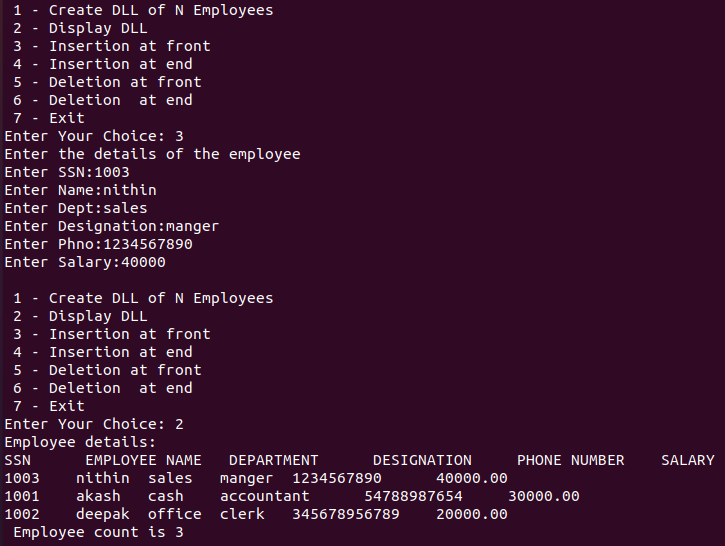 1 - Create DLL of N Employees
2 - Display DLL
3 - Insertion at front
4 - Insertion at end
5 - Deletion at front
6 - Deletion  at end
7 - Exit
Enter Your Choice: 3
Enter the details of the employee
Enter SSN:1003
Enter Name:nithin
Enter Dept:sales
Enter Designation:manger
Enter Phno:1234567890
Enter Salary:40000
1 - Create DLL of N Employees
2 - Display DLL
3 - Insertion at front
4 - Insertion at end
5 - Deletion at front
6 - Deletion  at end
7 - Exit
Enter Your Choice: 2
Employee details:
SSN      EMPLOYEE NAME   DEPARTMENT      DESIGNATION     PHONE NUMBER    SALARY
1003    nithin  sales   manger  1234567890      40000.00
1001    akash   cash    accountant      54788987654     30000.00
1002    deepak  office  clerk   345678956789    20000.00
Employee count is 3